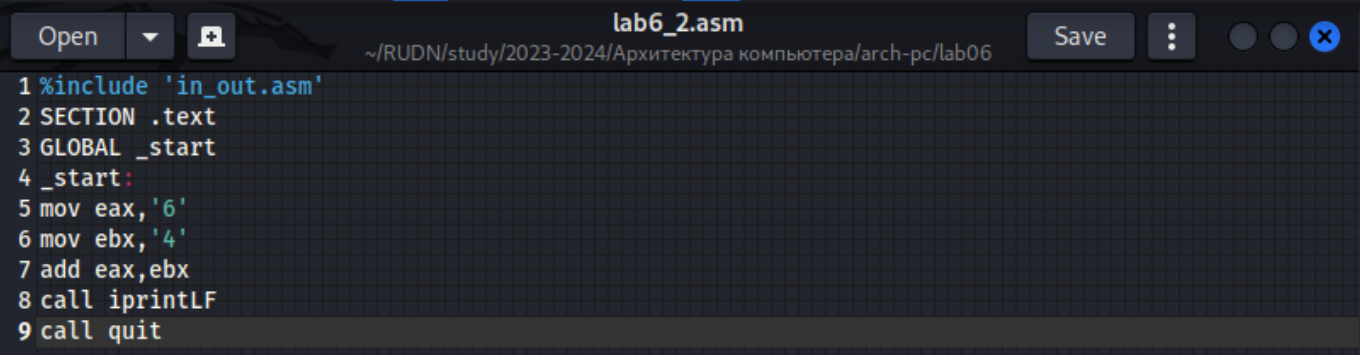 Open
lab6_2.asm
~/RUDN/study/2023-2024/Архитектура компьютера/arch-pc/lab06
Save
1 %include 'in_out.asm'
2 SECTION .text
3 GLOBAL _start
4 _start:
5 mov eax,'6'
6 mov ebx,'4'
7 add eax,ebx
8 call iprintLF
9 call quit